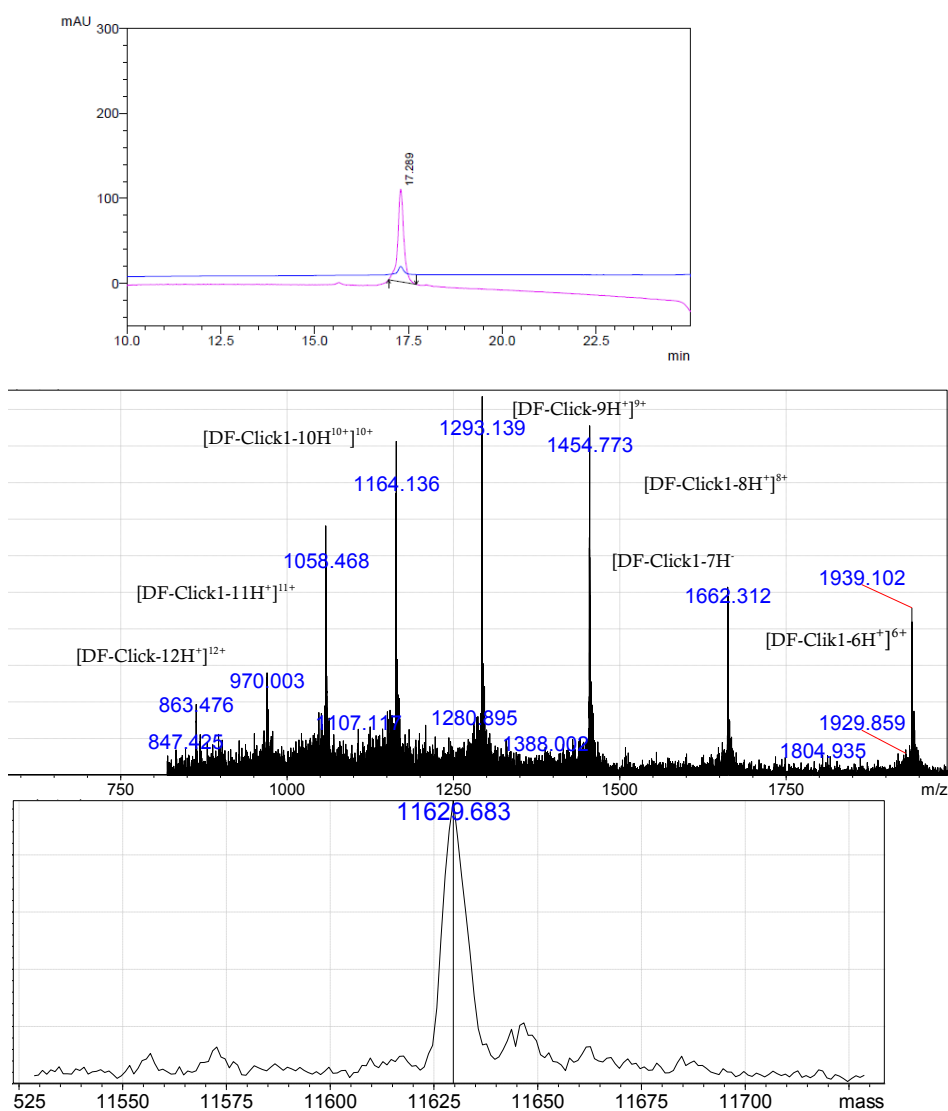 mAU
300
200
100
0
17.289
10.0 12.5 15.0 17.5 20.0 22.5
min
[DF-Click-9H⁺]⁹⁺
1293.139
[DF-Click1-10H¹⁰⁺]¹⁰⁺
1454.773
1164.136
[DF-Click1-8H⁺]⁸⁺
1058.468
[DF-Click1-7H⁻
1939.102
[DF-Click1-11H⁺]¹¹⁺
1662.312
[DF-Clik1-6H⁺]⁶⁺
[DF-Click-12H⁺]¹²⁺
970.003
863.476
1107.117 1280.895 1929.859
847.425 1388.002 1804.935
750 1000 1250 1500 1750 m/z
11629.683
525 11550 11575 11600 11625 11650 11675 11700 mass